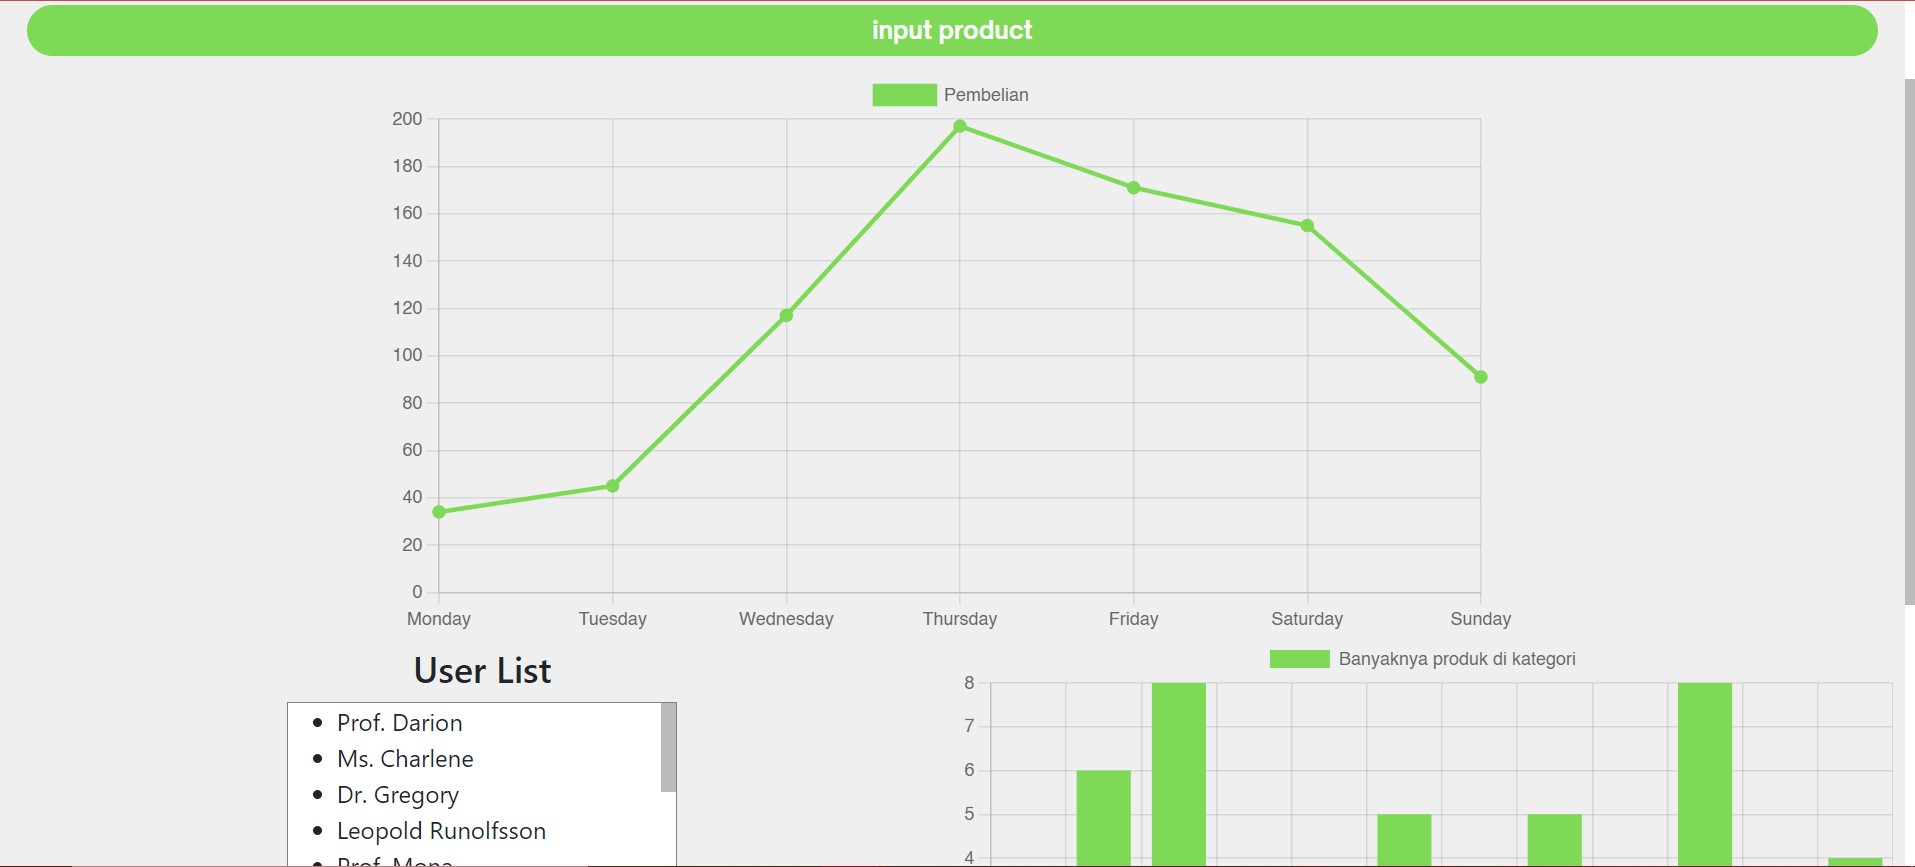 input product
Pembelian
200
180
160
140
120
100
80
60
40
20
0
Monday Tuesday Wednesday Thursday Friday Saturday Sunday
User List
Prof. Darion
Ms. Charlene
Dr. Gregory
Leopold Runolfsson
Prof. Mona
Banyaknya produk di kategori
8
7
6
5
4